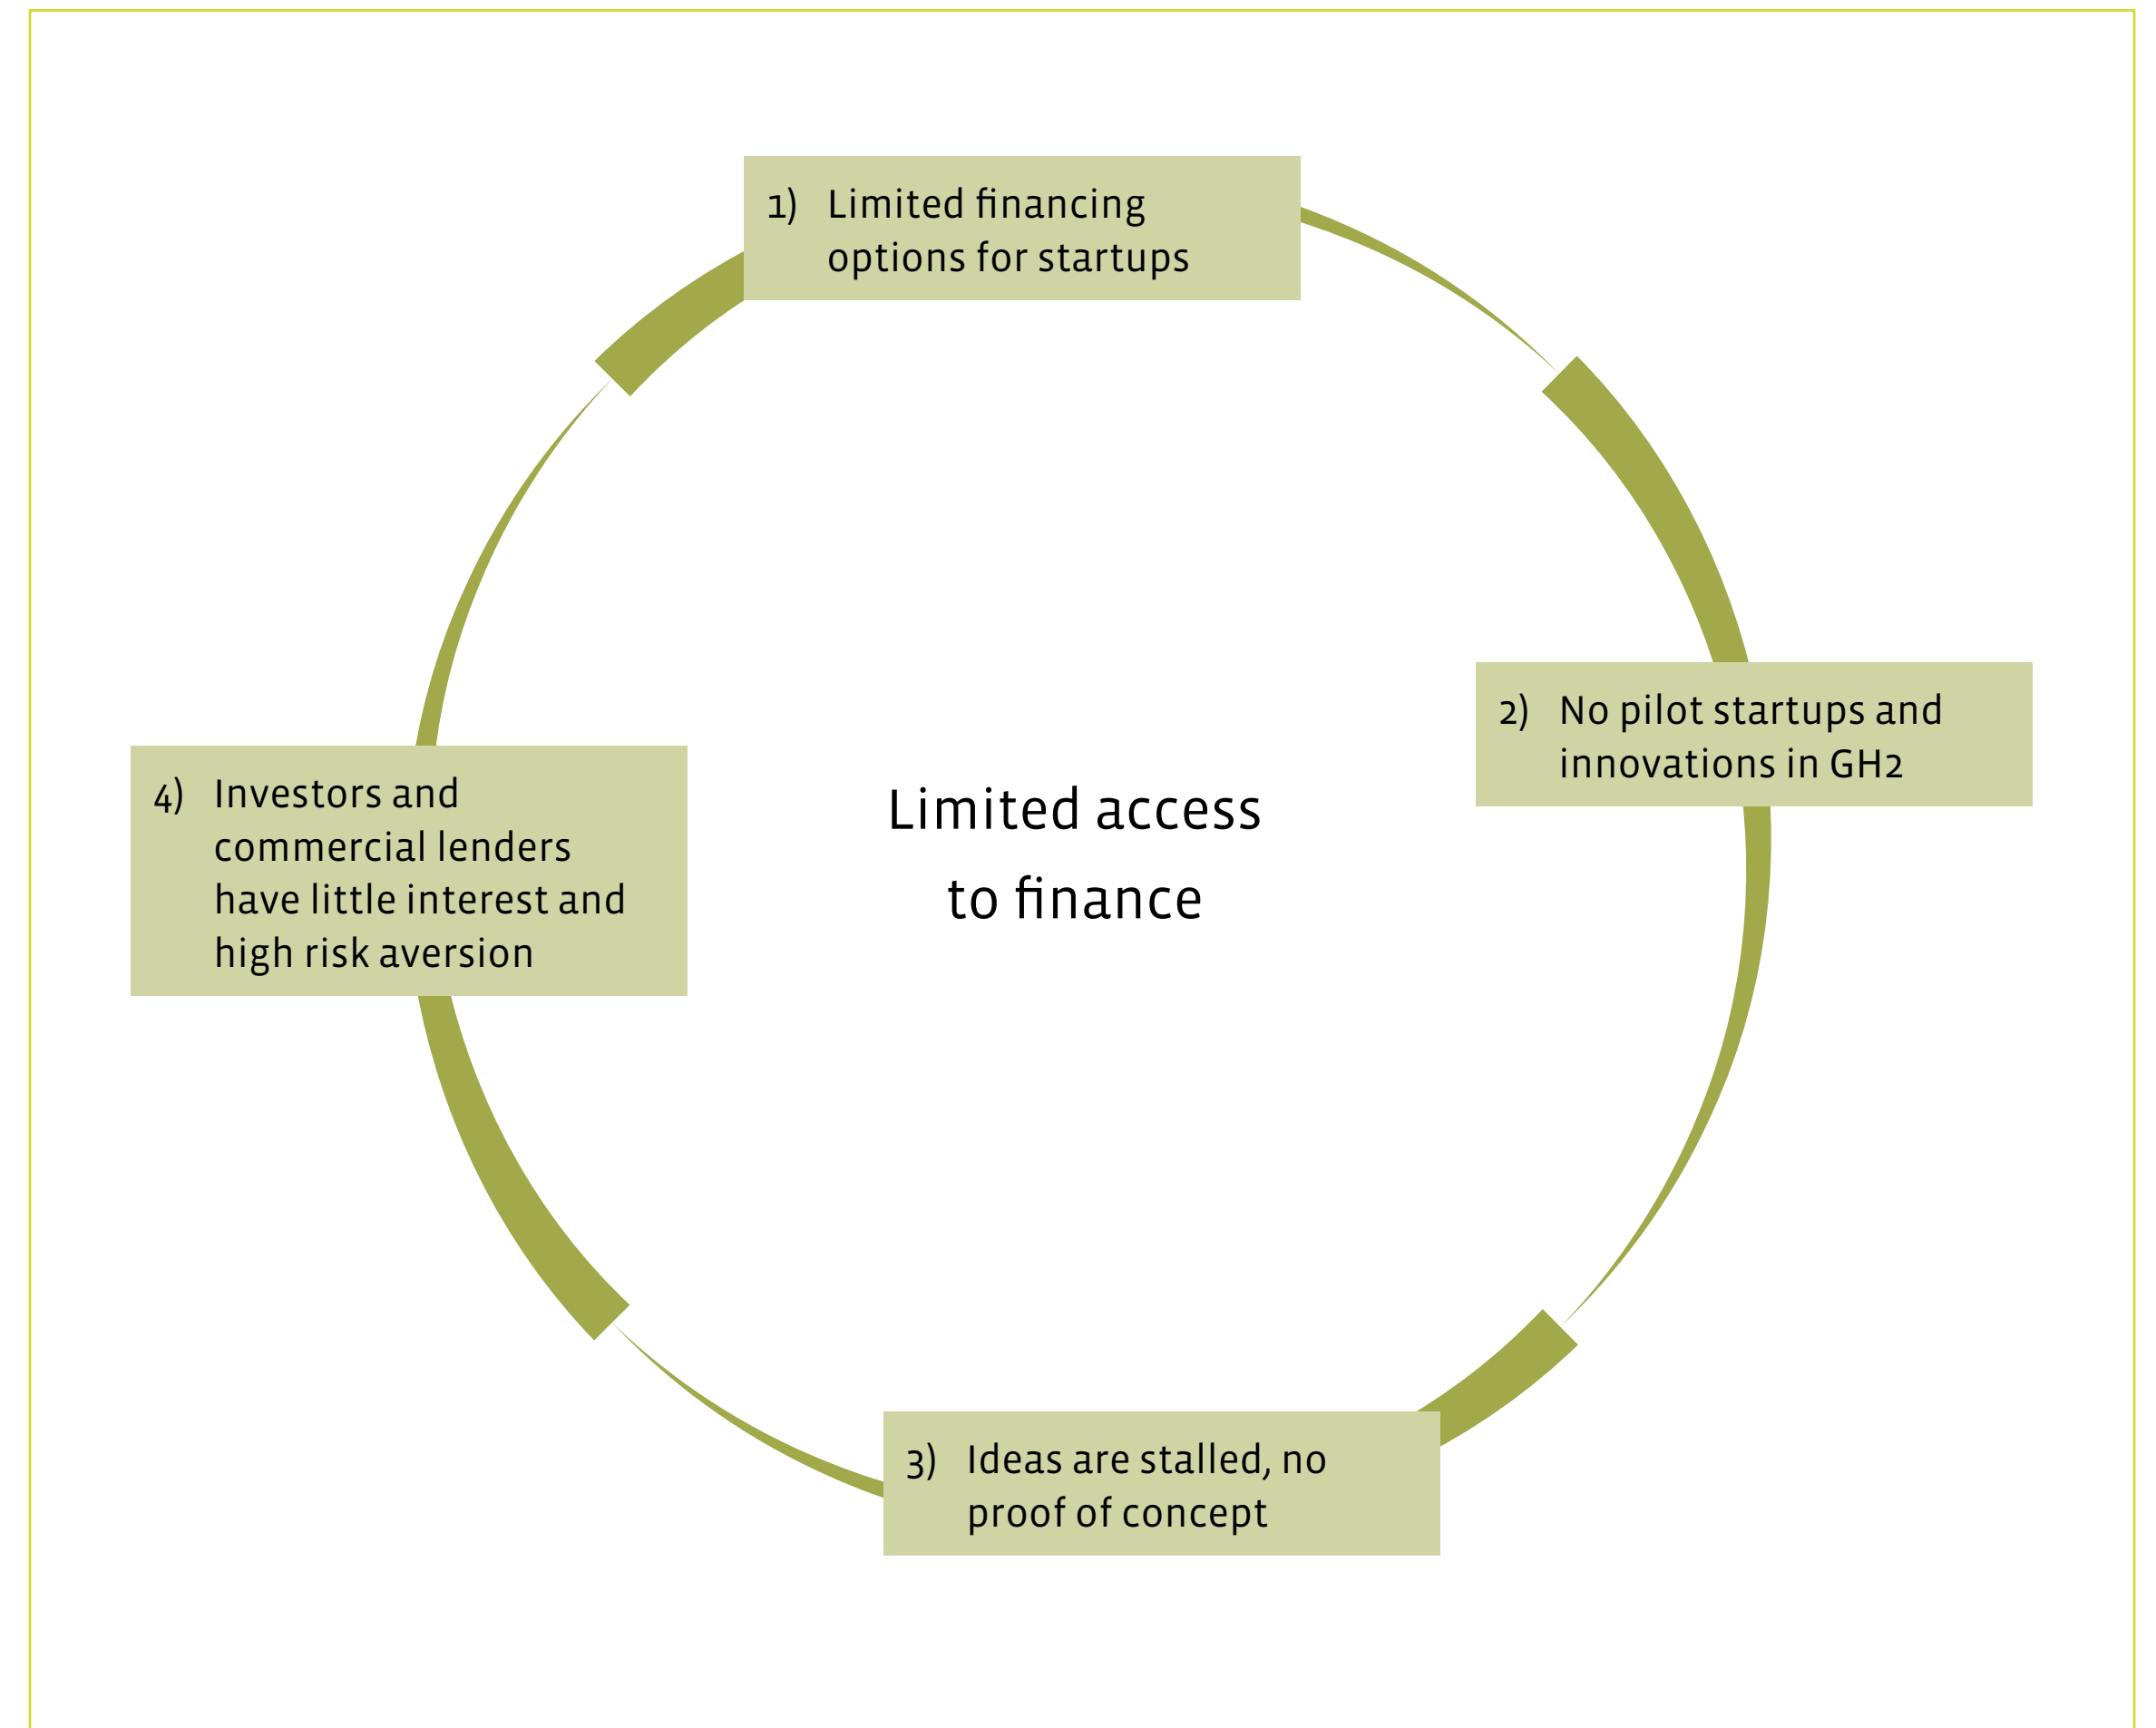 1) Limited financing
options for startups
2) No pilot startups and
innovations in GH2
4) Investors and
commercial lenders
have little interest and
high risk aversion
Limited access
to finance
3) Ideas are stalled, no
proof of concept